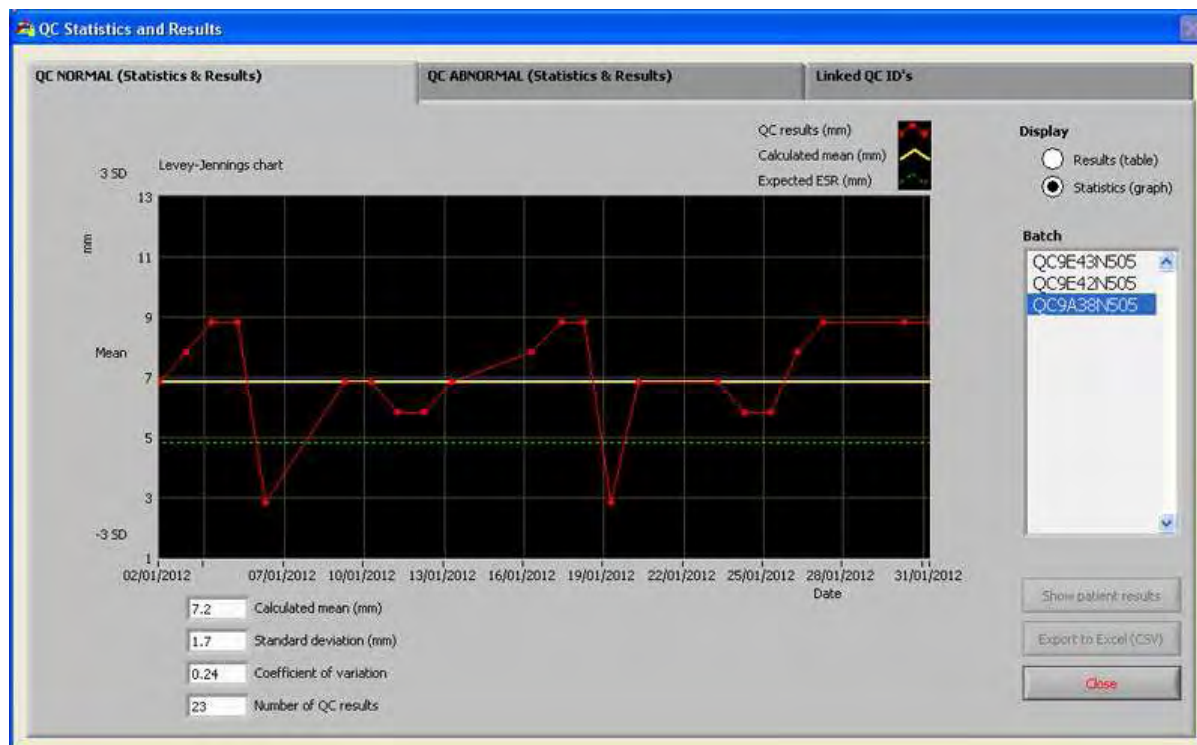 QC Statistics and Results
QC NORMAL (Statistics & Results)
QC ABNORMAL (Statistics & Results)
Linked QC ID's
QC results (mm)
Calculated mean (mm)
Expected ESR (mm)
Levey-Jennings chart
3 SD
mm
Mean
-3 SD
13
11
9
7
5
3
1
02/01/2012 07/01/2012 10/01/2012 13/01/2012 16/01/2012 19/01/2012 22/01/2012 25/01/2012 28/01/2012 31/01/2012
Date
7.2 Calculated mean (mm)
1.7 Standard deviation (mm)
0.24 Coefficient of variation
23 Number of QC results
Display
Results (table)
Statistics (graph)
Batch
QC9E43N505
QC9E42N505
QC9A38N505
Show patient results
Export to Excel (CSV)
Close